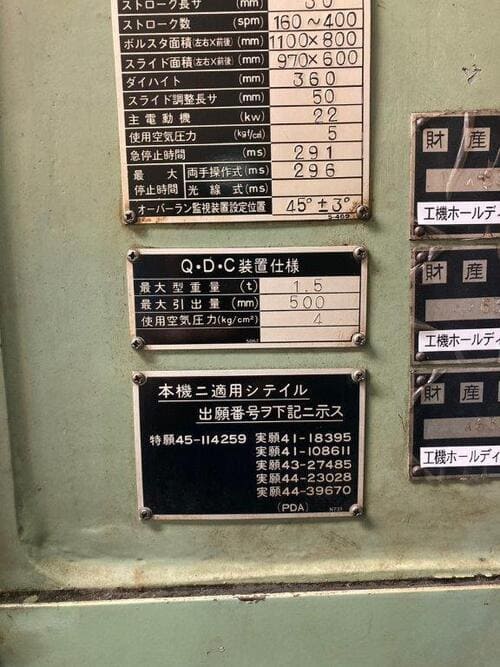 ストローク長サ (mm) 30
ストローク数 (spm) 160〜400
ボルスタ面積(左右X前後) (mm) 1100×800
スライド面積(左右X前後) (mm) 970×600
ダイハイト (mm) 360
スライド調整長サ (mm) 50
主電動機 (kw) 22
使用空気圧力 (kgf/cm²) 5
急停止時間 (ms) 291
最大停止時間 両手操作式(ms) 296
光線式(ms)
オーバーラン監視装置設定位置 45°±3°
Q・D・C装置仕様
最大型重量 (t) 1.5
最大引出量 (mm) 500
使用空気圧力(kg/cm²) 4
本機ニ適用シテイル
出願番号ヲ下記ニ示ス
特願45-114259 実願41-18395
実願41-108611
実願43-27485
実願44-23028
実願44-39670
(PDA) N731
財産
工機ホールデ
財産
工機ホールディ
財産
工機ホールディ